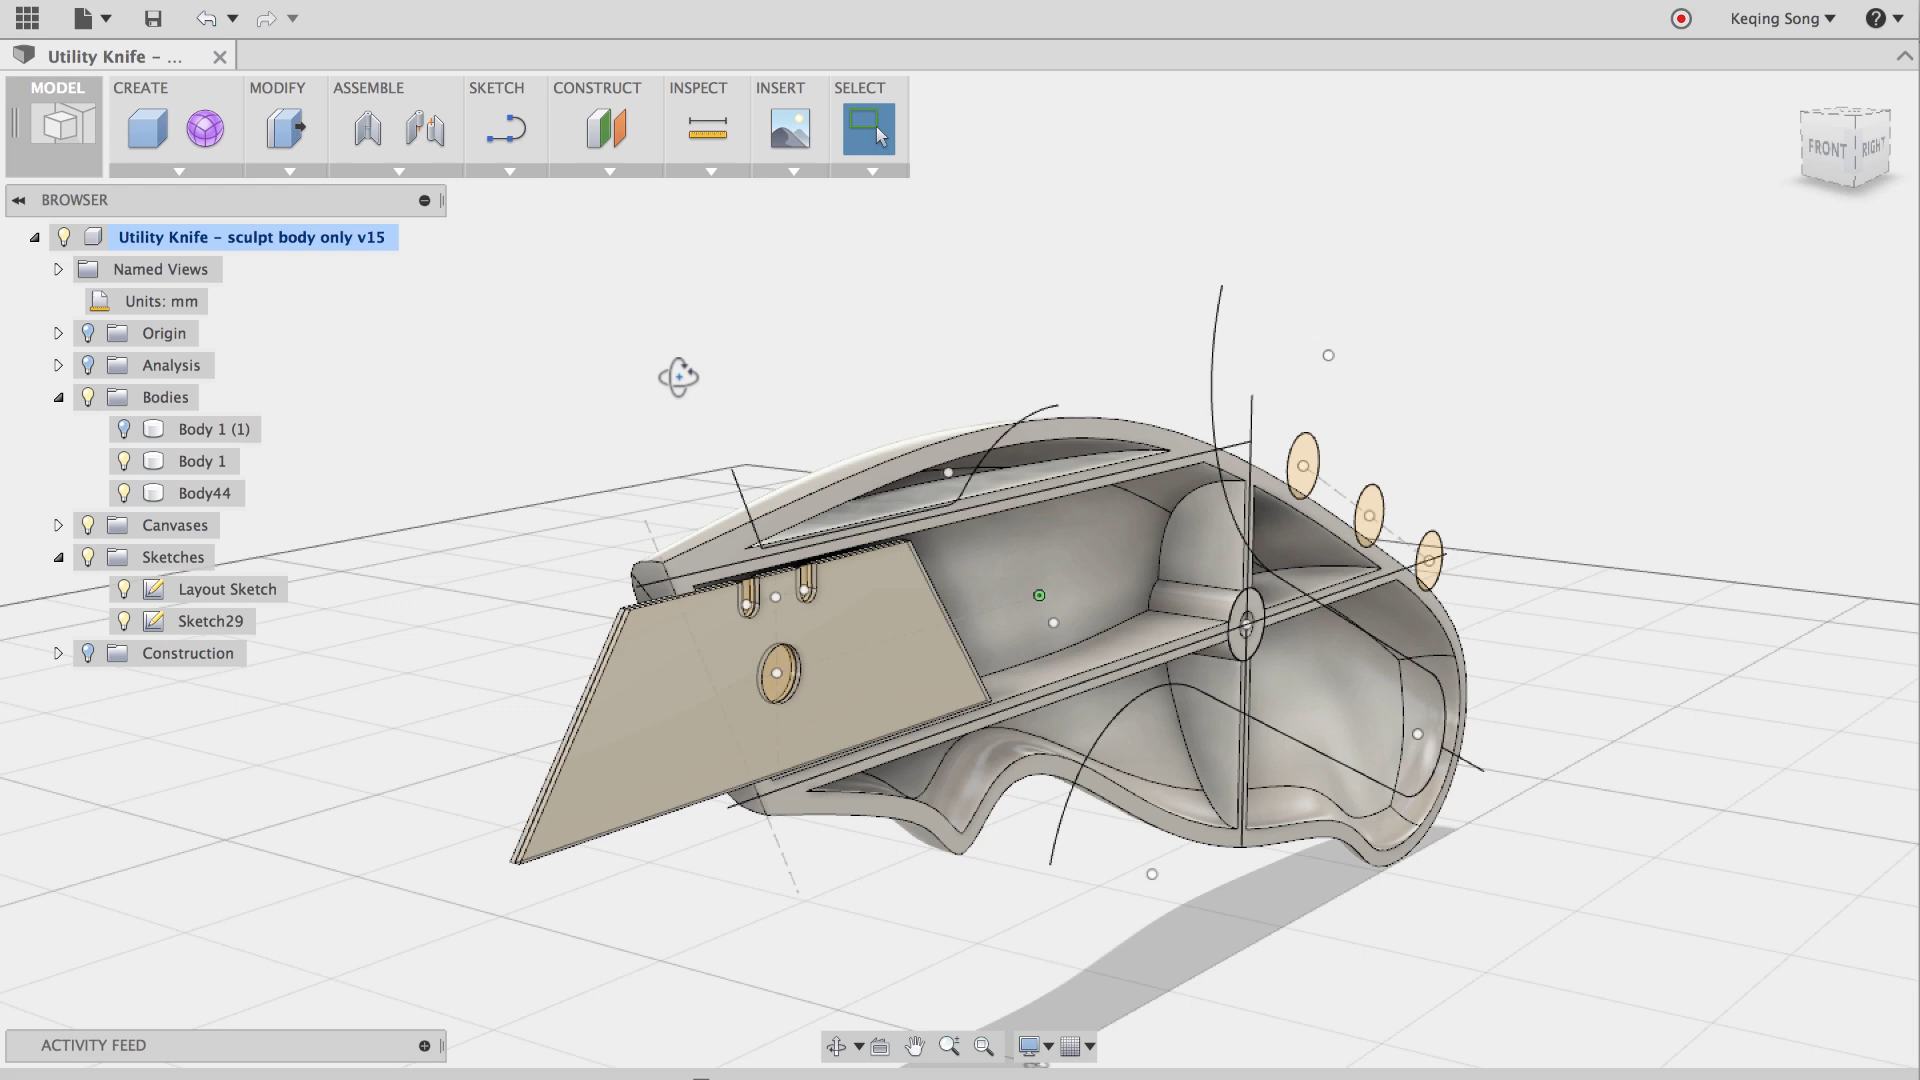 Keqing Song
?
Utility Knife – ...
MODEL
CREATE
MODIFY
ASSEMBLE
SKETCH
CONSTRUCT
INSPECT
INSERT
SELECT
FRONT
RIGHT
BROWSER
Utility Knife – sculpt body only v15
Named Views
Units: mm
Origin
Analysis
Bodies
Body 1 (1)
Body 1
Body44
Canvases
Sketches
Layout Sketch
Sketch29
Construction
ACTIVITY FEED